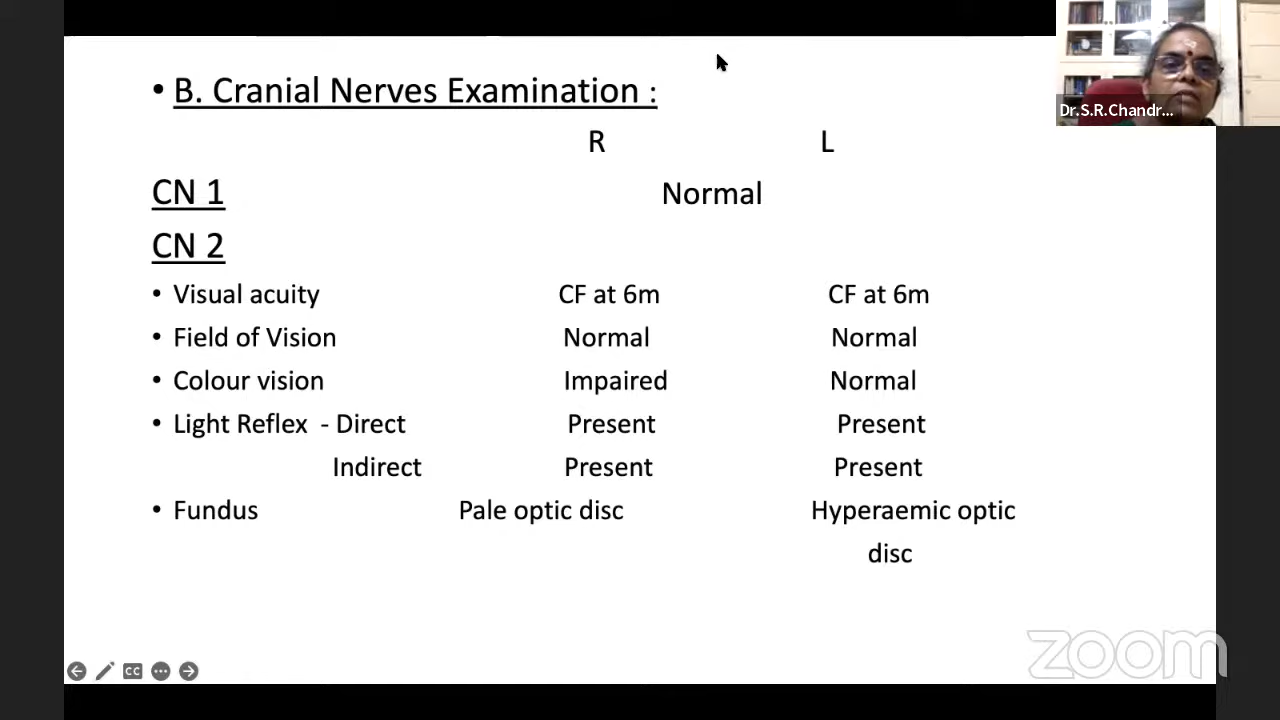 • B. Cranial Nerves Examination :
Dr.S.R.Chandr...
R L
CN 1 Normal
CN 2
• Visual acuity CF at 6m CF at 6m
• Field of Vision Normal Normal
• Colour vision Impaired Normal
• Light Reflex - Direct Present Present
Indirect Present Present
• Fundus Pale optic disc Hyperaemic optic
disc
CC
zoom